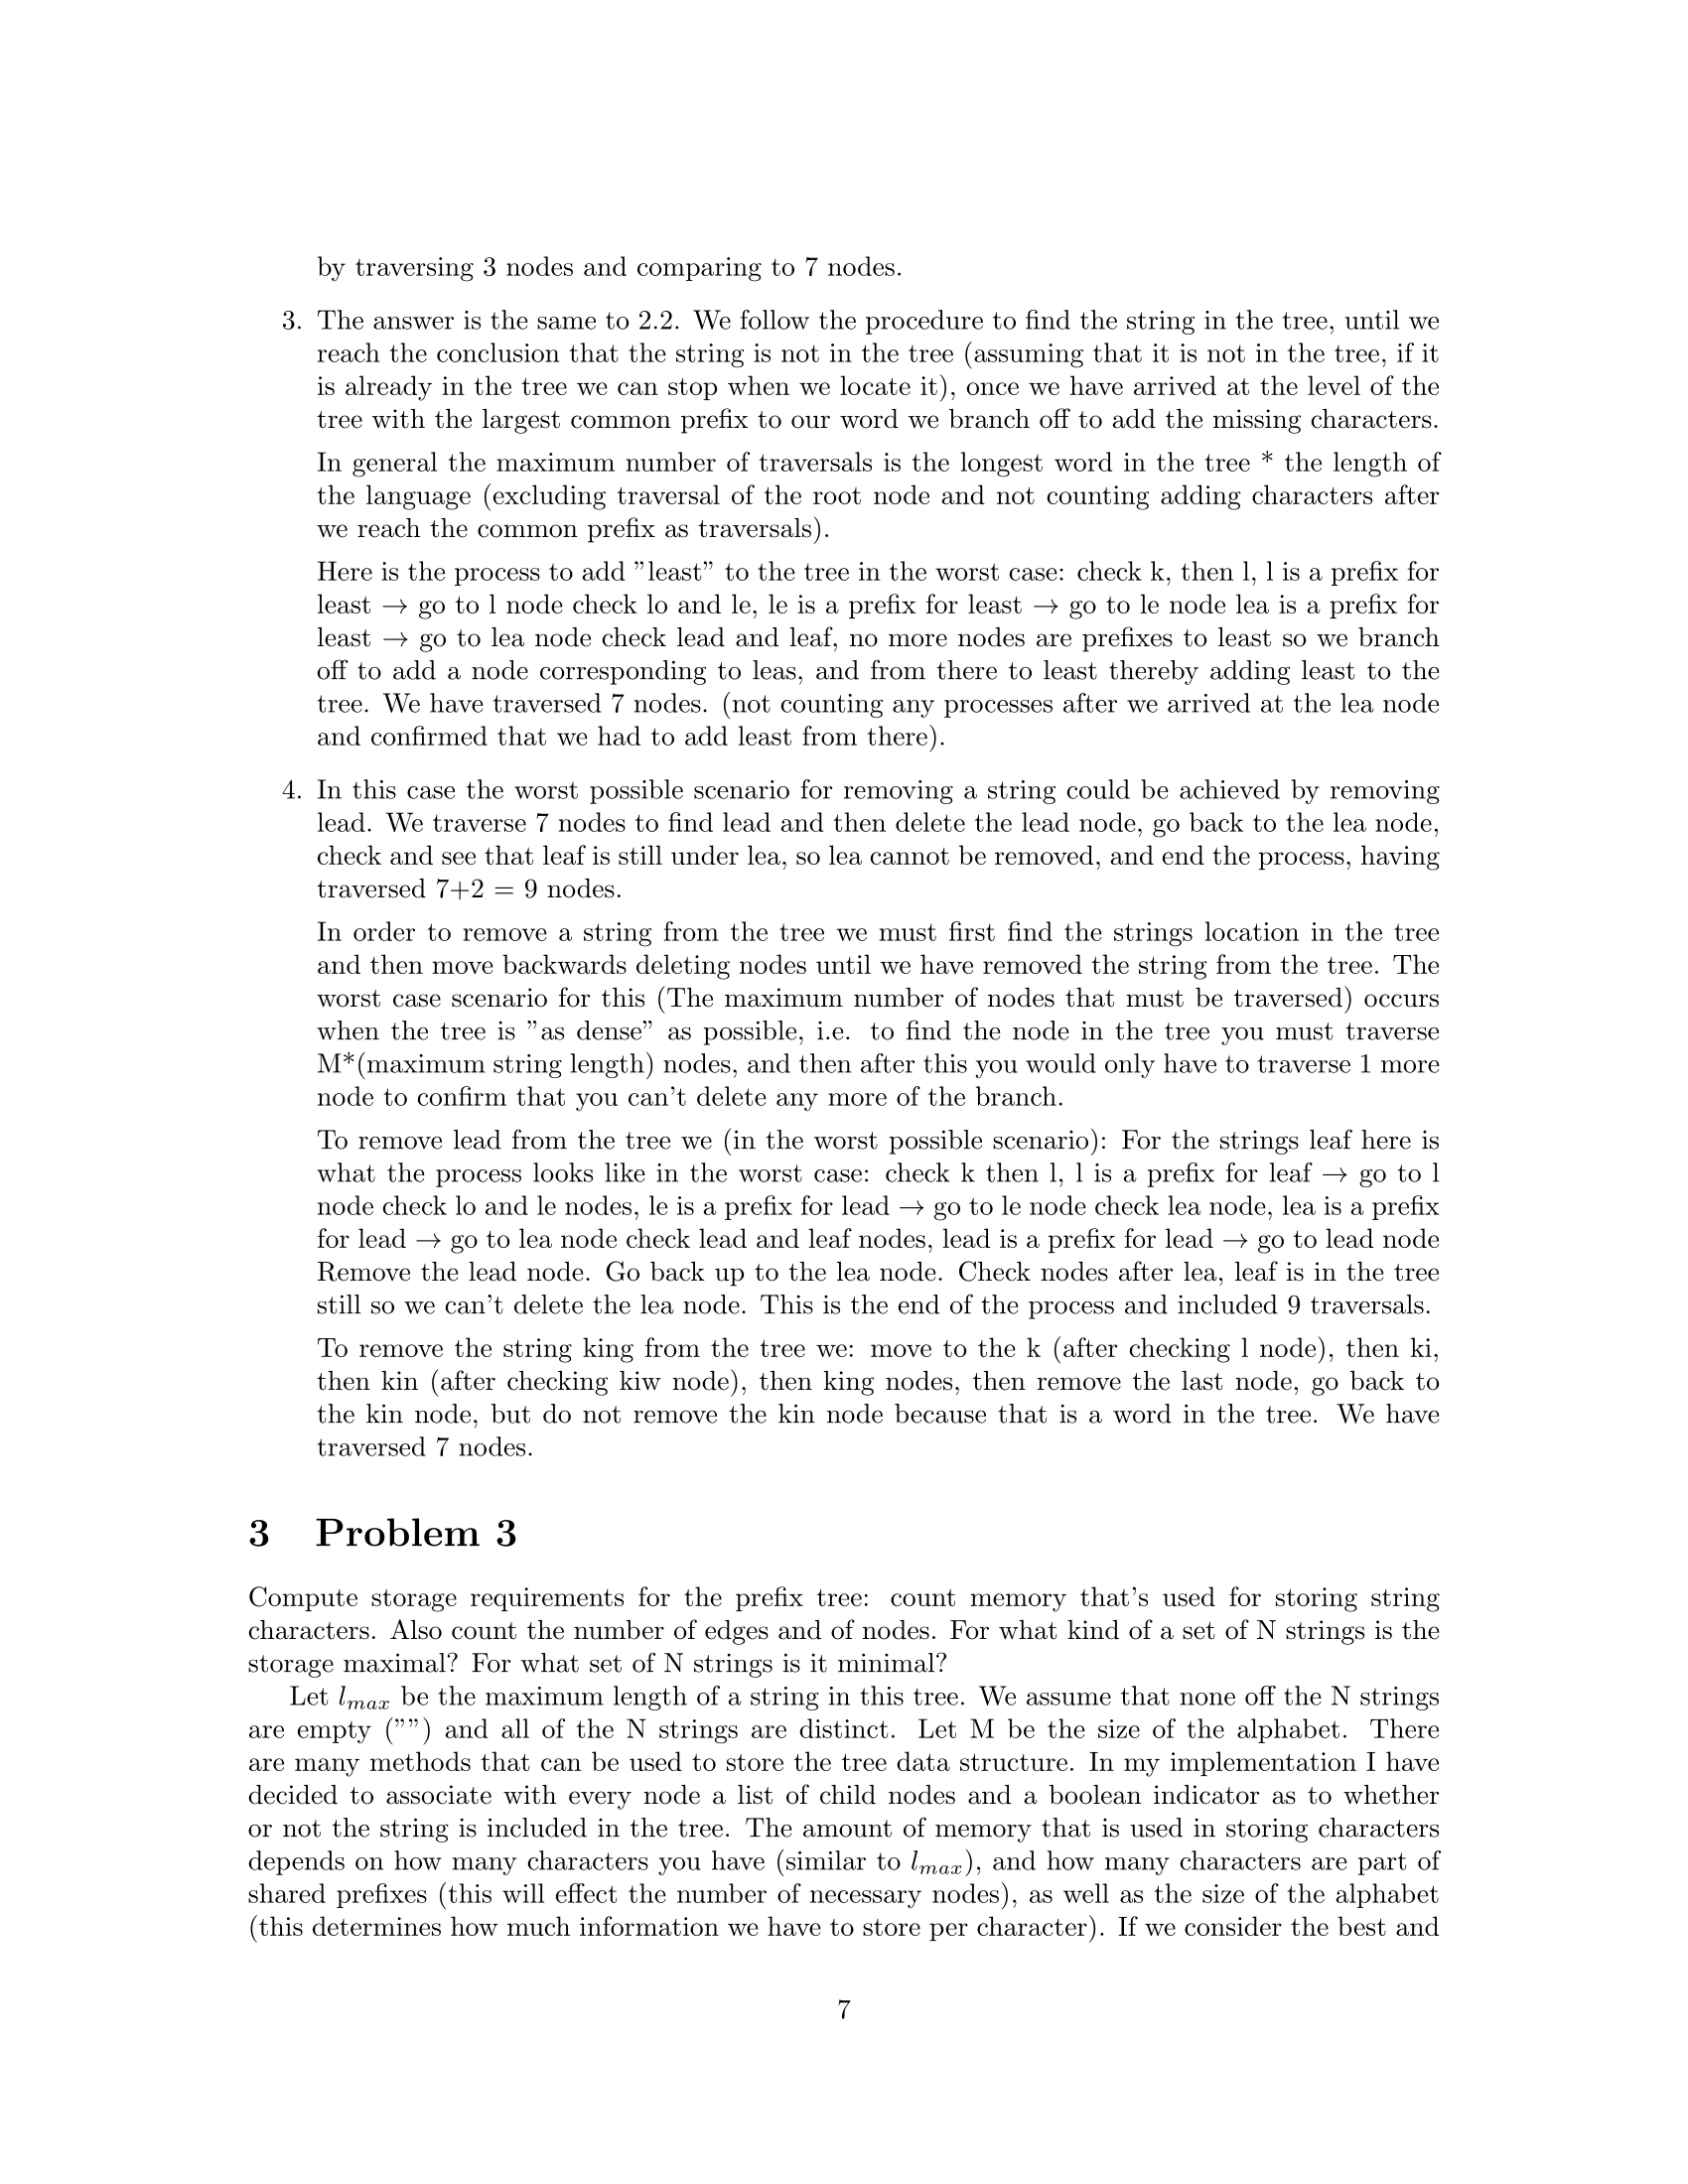 by traversing 3 nodes and comparing to 7 nodes.
3. The answer is the same to 2.2. We follow the procedure to find the string in the tree, until we
reach the conclusion that the string is not in the tree (assuming that it is not in the tree, if it
is already in the tree we can stop when we locate it), once we have arrived at the level of the
tree with the largest common prefix to our word we branch off to add the missing characters.
In general the maximum number of traversals is the longest word in the tree * the length of
the language (excluding traversal of the root node and not counting adding characters after
we reach the common prefix as traversals).
Here is the process to add ”least” to the tree in the worst case: check k, then l, l is a prefix for
least → go to l node check lo and le, le is a prefix for least → go to le node lea is a prefix for
least → go to lea node check lead and leaf, no more nodes are prefixes to least so we branch
off to add a node corresponding to leas, and from there to least thereby adding least to the
tree. We have traversed 7 nodes. (not counting any processes after we arrived at the lea node
and confirmed that we had to add least from there).
4. In this case the worst possible scenario for removing a string could be achieved by removing
lead. We traverse 7 nodes to find lead and then delete the lead node, go back to the lea node,
check and see that leaf is still under lea, so lea cannot be removed, and end the process, having
traversed 7+2 = 9 nodes.
In order to remove a string from the tree we must first find the strings location in the tree
and then move backwards deleting nodes until we have removed the string from the tree. The
worst case scenario for this (The maximum number of nodes that must be traversed) occurs
when the tree is ”as dense” as possible, i.e. to find the node in the tree you must traverse
M*(maximum string length) nodes, and then after this you would only have to traverse 1 more
node to confirm that you can’t delete any more of the branch.
To remove lead from the tree we (in the worst possible scenario): For the strings leaf here is
what the process looks like in the worst case: check k then l, l is a prefix for leaf → go to l
node check lo and le nodes, le is a prefix for lead → go to le node check lea node, lea is a prefix
for lead → go to lea node check lead and leaf nodes, lead is a prefix for lead → go to lead node
Remove the lead node. Go back up to the lea node. Check nodes after lea, leaf is in the tree
still so we can’t delete the lea node. This is the end of the process and included 9 traversals.
To remove the string king from the tree we: move to the k (after checking l node), then ki,
then kin (after checking kiw node), then king nodes, then remove the last node, go back to
the kin node, but do not remove the kin node because that is a word in the tree. We have
traversed 7 nodes.
3 Problem 3
Compute storage requirements for the prefix tree: count memory that’s used for storing string
characters. Also count the number of edges and of nodes. For what kind of a set of N strings is the
storage maximal? For what set of N strings is it minimal?
Let l_max be the maximum length of a string in this tree. We assume that none off the N strings
are empty (””) and all of the N strings are distinct. Let M be the size of the alphabet. There
are many methods that can be used to store the tree data structure. In my implementation I have
decided to associate with every node a list of child nodes and a boolean indicator as to whether
or not the string is included in the tree. The amount of memory that is used in storing characters
depends on how many characters you have (similar to l_max), and how many characters are part of
shared prefixes (this will effect the number of necessary nodes), as well as the size of the alphabet
(this determines how much information we have to store per character). If we consider the best and
7